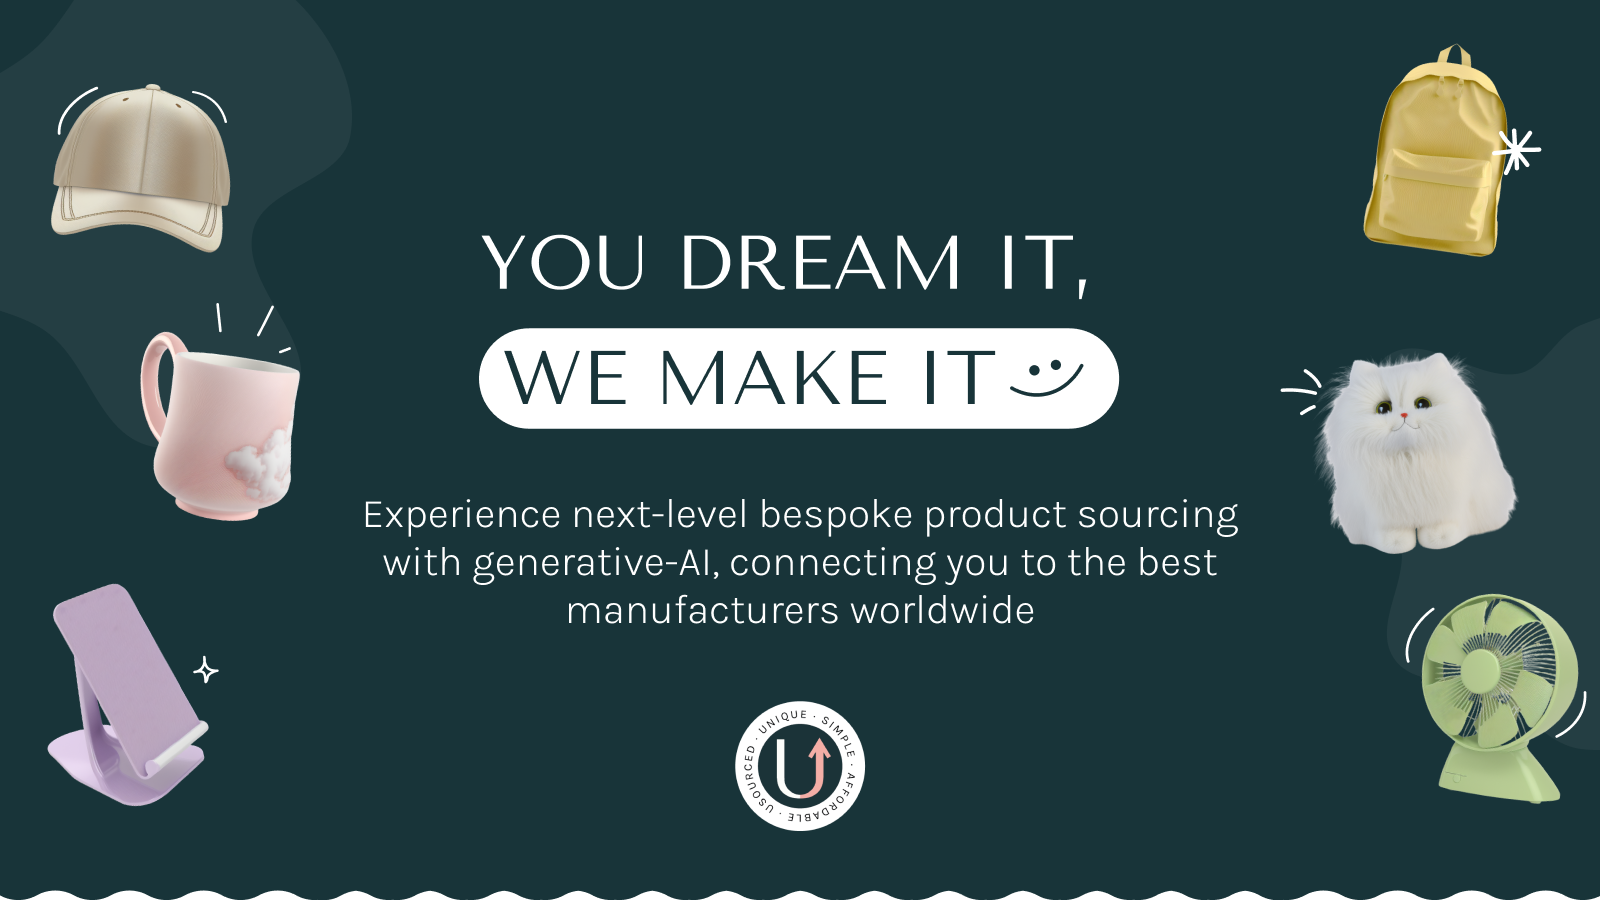 YOU DREAM IT,
WE MAKE IT
Experience next-level bespoke product sourcing
with generative-AI, connecting you to the best
manufacturers worldwide
USOURCED · UNIQUE · SIMPLE · AFFORDABLE ·
U